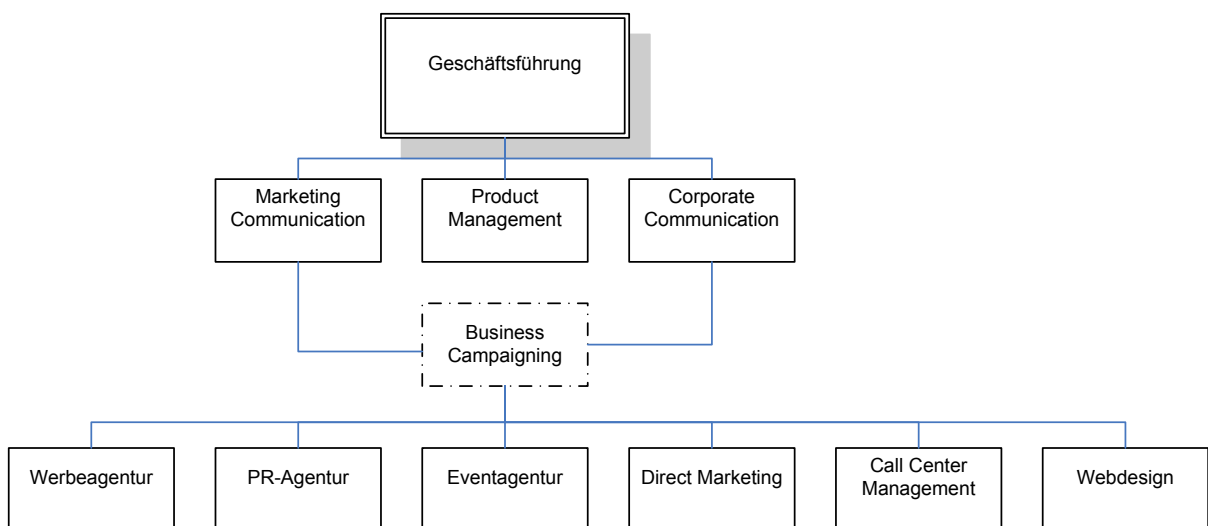 Geschäftsführung
Marketing
Communication
Product
Management
Corporate
Communication
Business
Campaigning
Werbeagentur
PR-Agentur
Eventagentur
Direct Marketing
Call Center
Management
Webdesign